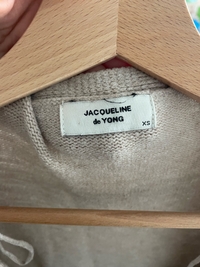 JACQUELINE
de YONG
XS